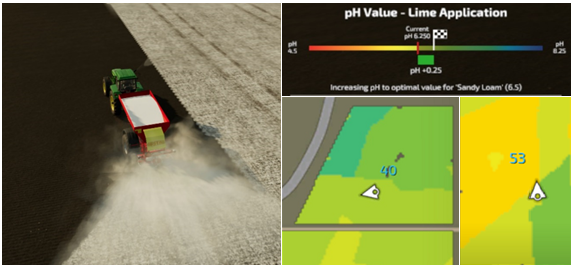 pH Value - Lime Application
Current
pH 6.250
pH
4.5
pH
8.25
pH +0.25
Increasing pH to optimal value for 'Sandy Loam' (6.5)
40
53